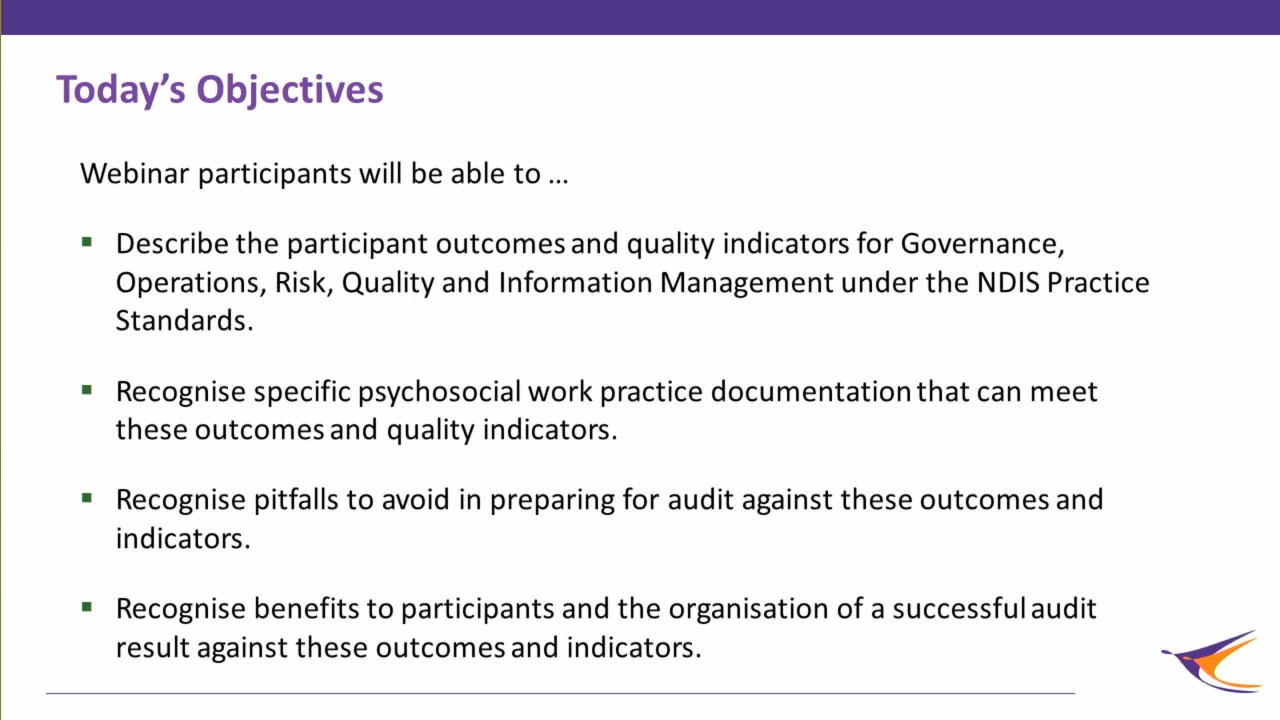 Today’s Objectives
Webinar participants will be able to …
Describe the participant outcomes and quality indicators for Governance,
Operations, Risk, Quality and Information Management under the NDIS Practice
Standards.
Recognise specific psychosocial work practice documentation that can meet
these outcomes and quality indicators.
Recognise pitfalls to avoid in preparing for audit against these outcomes and
indicators.
Recognise benefits to participants and the organisation of a successful audit
result against these outcomes and indicators.